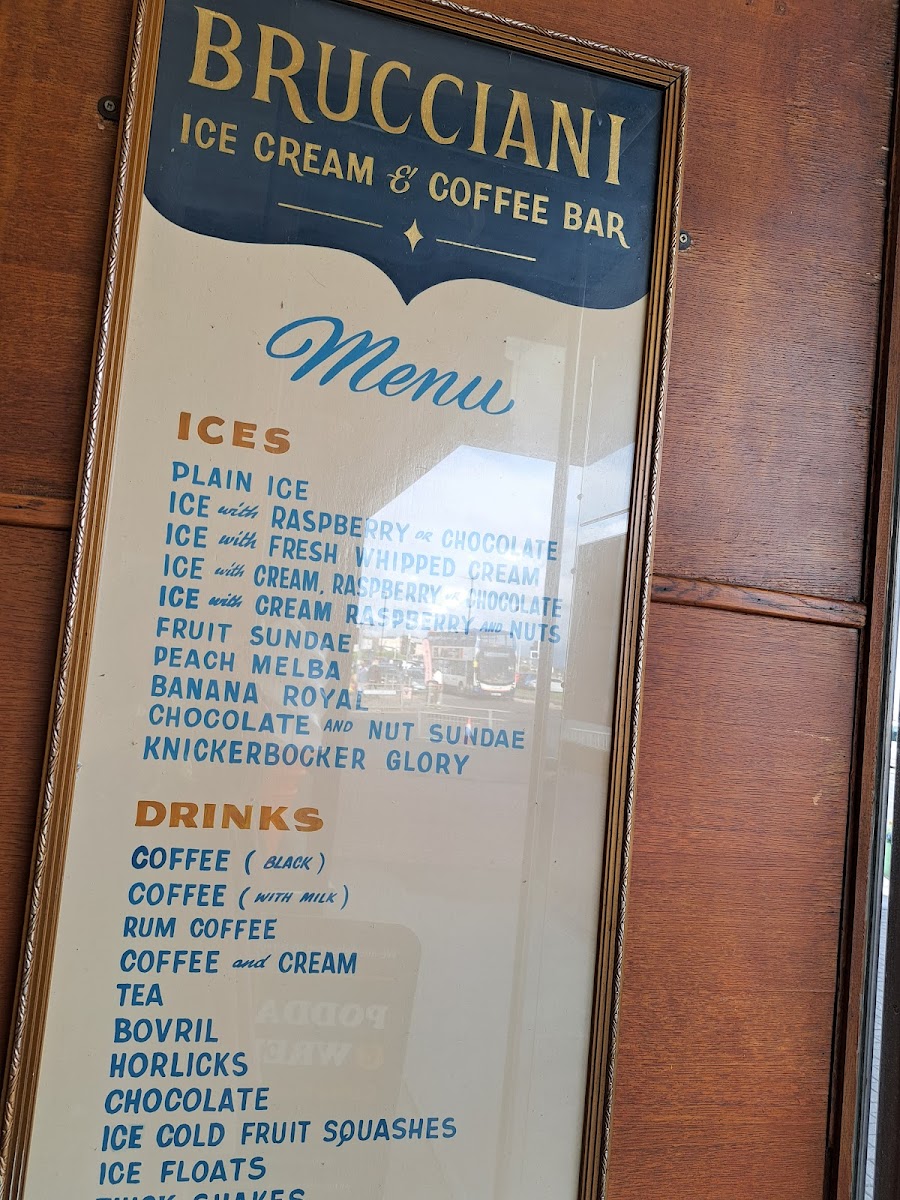 BRUCCIANI
ICE CREAM & COFFEE BAR
Menu
ICES
PLAIN ICE
ICE with RASPBERRY OR CHOCOLATE
ICE with FRESH WHIPPED CREAM
ICE with CREAM, RASPBERRY OR CHOCOLATE
ICE with CREAM RASPBERRY AND NUTS
FRUIT SUNDAE
PEACH MELBA
BANANA ROYAL
CHOCOLATE AND NUT SUNDAE
KNICKERBOCKER GLORY
DRINKS
COFFEE (BLACK)
COFFEE (WITH MILK)
RUM COFFEE
COFFEE and CREAM
TEA
BOVRIL
HORLICKS
CHOCOLATE
ICE COLD FRUIT SQUASHES
ICE FLOATS
THICK SHAKES